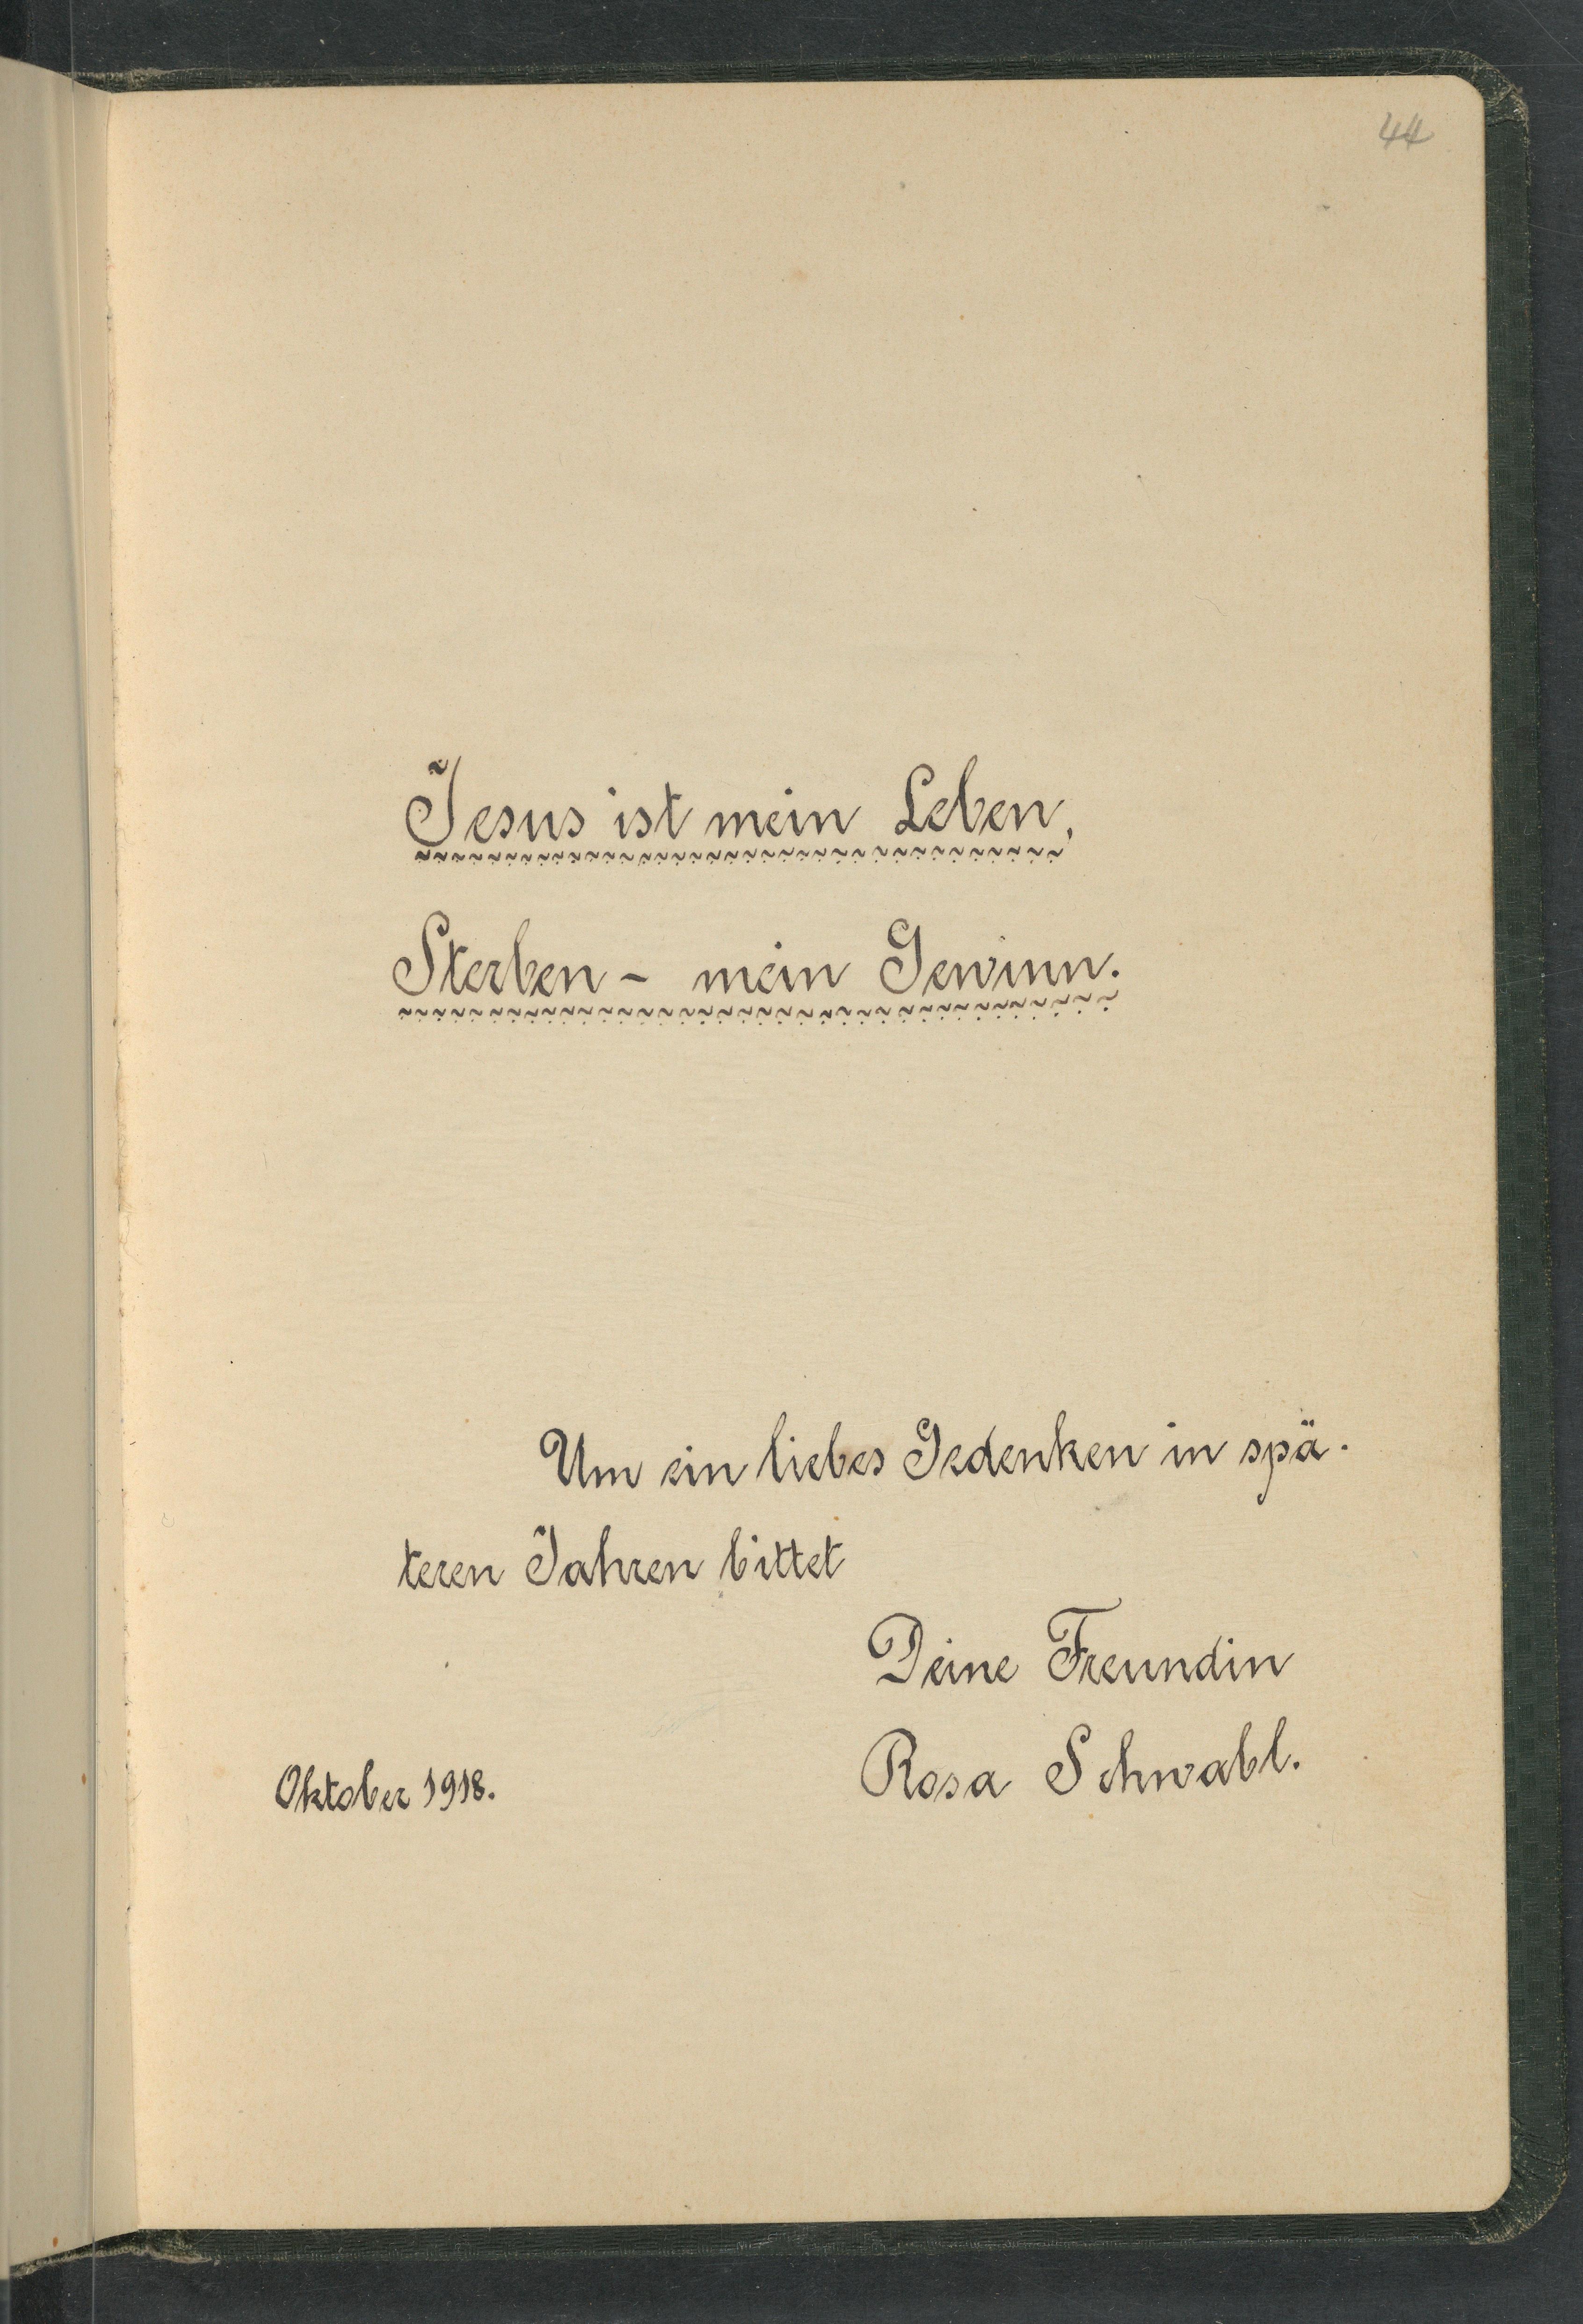 44
Jesus ist mein Leben,
Sterben - mein Gewinn.
Um ein liebes Gedenken in spä-
teren Jahren bittet
Deine Freundin
Rosa Schwabl.
Oktober 1918.